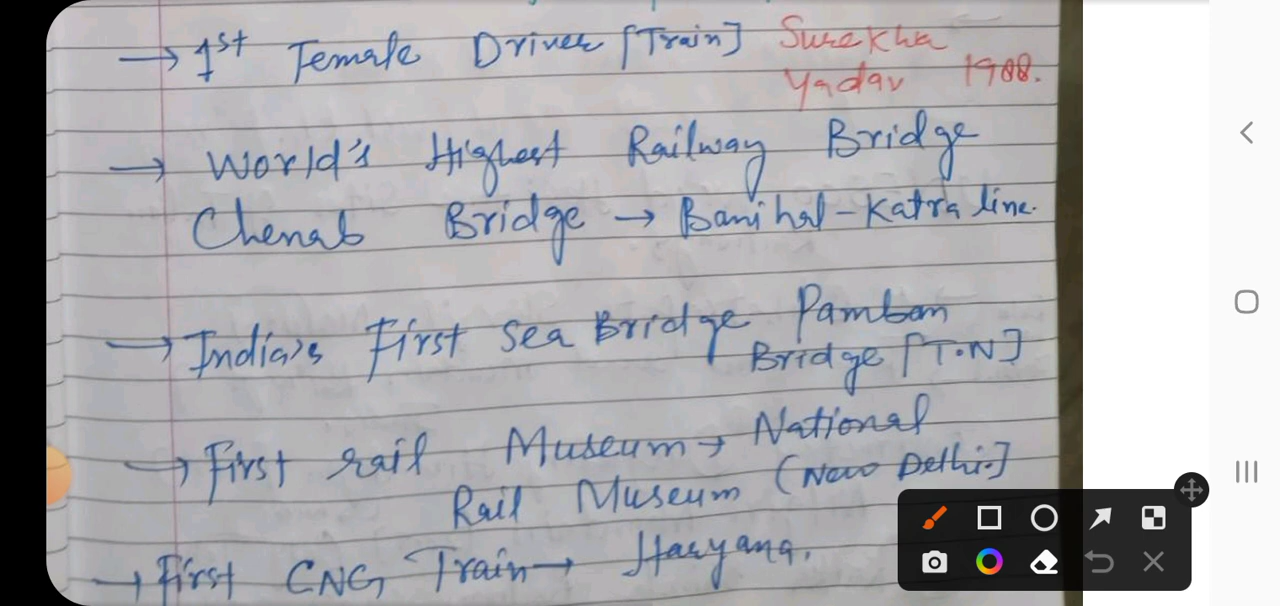 → 1st Female Driver [Train] Surekha
Yadav 1988.
→ World's Highest Railway Bridge
Chenab Bridge → Banihal-Katra line.
→ India's First Sea Bridge Pamban
Bridge [T.N]
→ First rail Museum → National
Rail Museum (New Delhi.]
→ First CNG Train → Haryana.